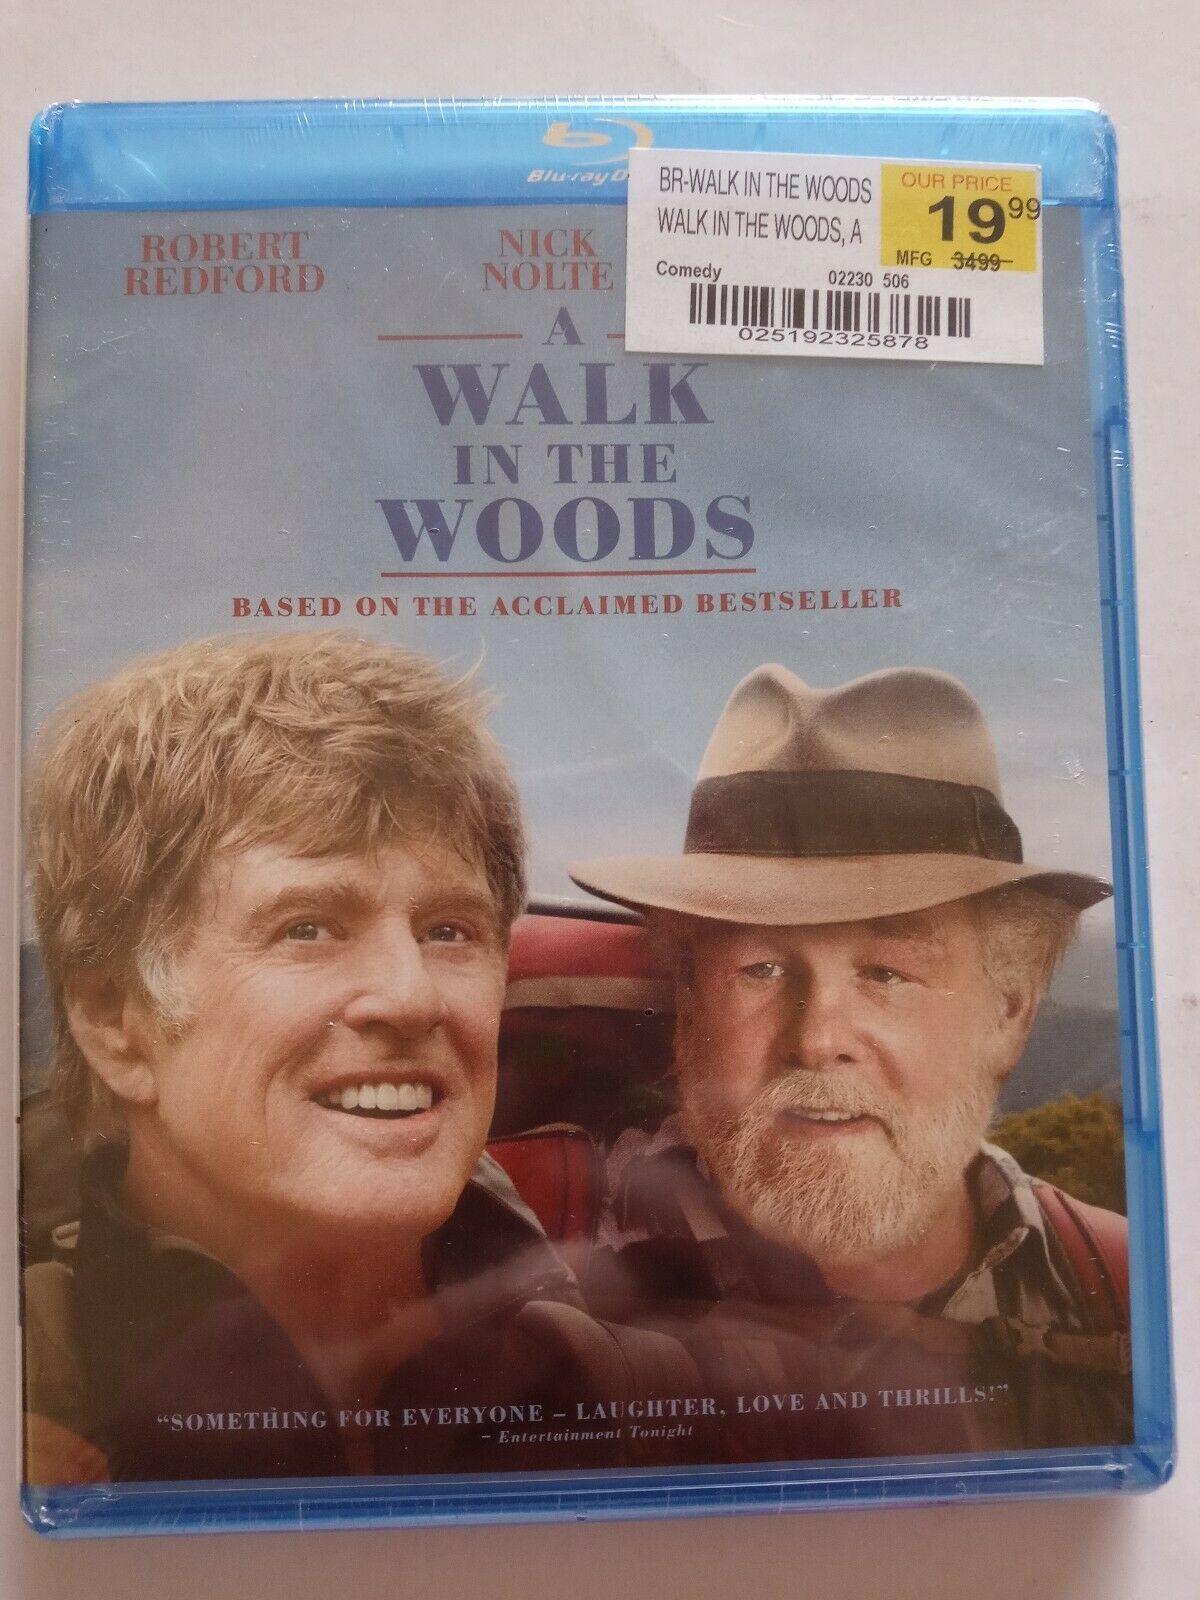 Blu-ray D
BR-WALK IN THE WOODS
WALK IN THE WOODS, A
OUR PRICE
19 99
MFG 3499
Comedy
02230 506
025192325878
ROBERT
REDFORD
NICK
NOLTE
A
WALK
IN THE
WOODS
BASED ON THE ACCLAIMED BESTSELLER
“SOMETHING FOR EVERYONE – LAUGHTER, LOVE AND THRILLS!”
– Entertainment Tonight